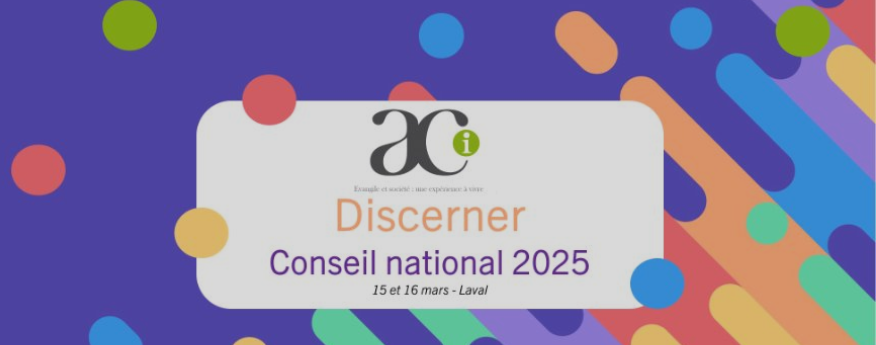 aci
Evangile et société : une expérience à vivre
Discerner
Conseil national 2025
15 et 16 mars - Laval